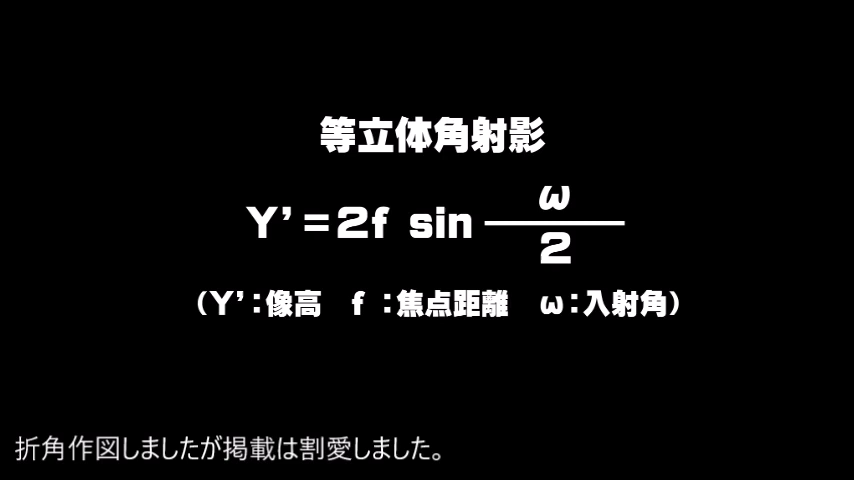 等立体角射影
Y’=2f sin ω/2
(Y’:像高 f :焦点距離 ω:入射角)
折角作図しましたが掲載は割愛しました。